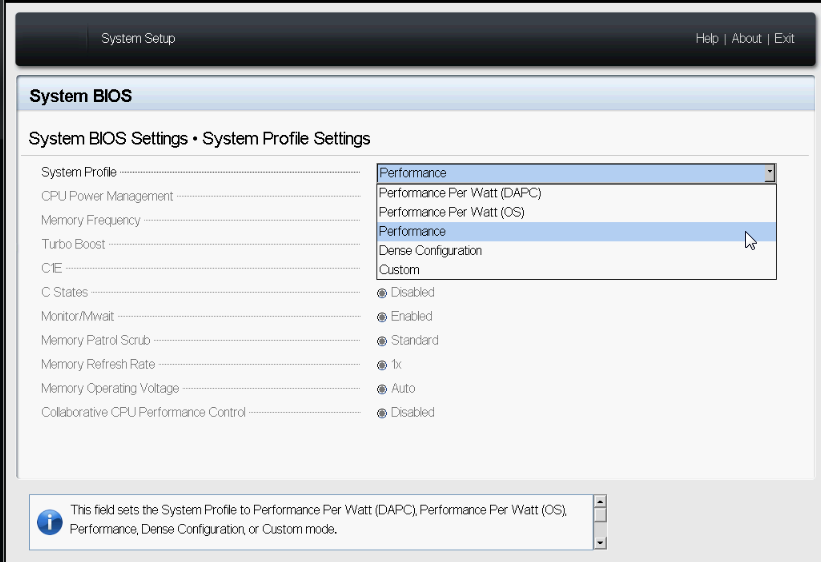 System Setup
Help | About | Exit
System BIOS
System BIOS Settings • System Profile Settings
System Profile Performance
CPU Power Management Performance Per Watt (DAPC)
Memory Frequency Performance Per Watt (OS)
Turbo Boost Performance
C1E Dense Configuration
Custom
C States Disabled
Monitor/Mwait Enabled
Memory Patrol Scrub Standard
Memory Refresh Rate 1x
Memory Operating Voltage Auto
Collaborative CPU Performance Control Disabled
This field sets the System Profile to Performance Per Watt (DAPC), Performance Per Watt (OS),
Performance, Dense Configuration, or Custom mode.